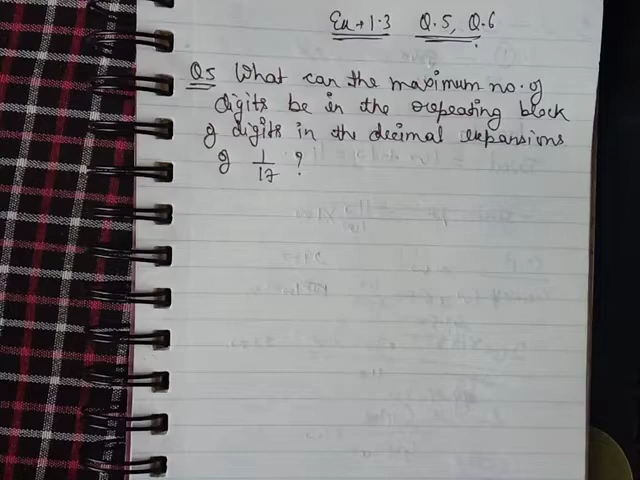 Ex → 1.3 Q.5, Q.6
Q5 What can the maximum no. of
digits be in the repeating block
of digits in the decimal expansions
of 1/17 ?